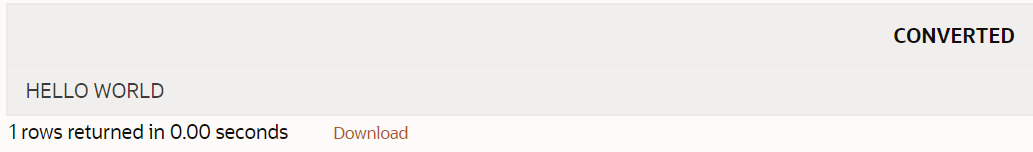 CONVERTED
HELLO WORLD
1 rows returned in 0.00 seconds Download